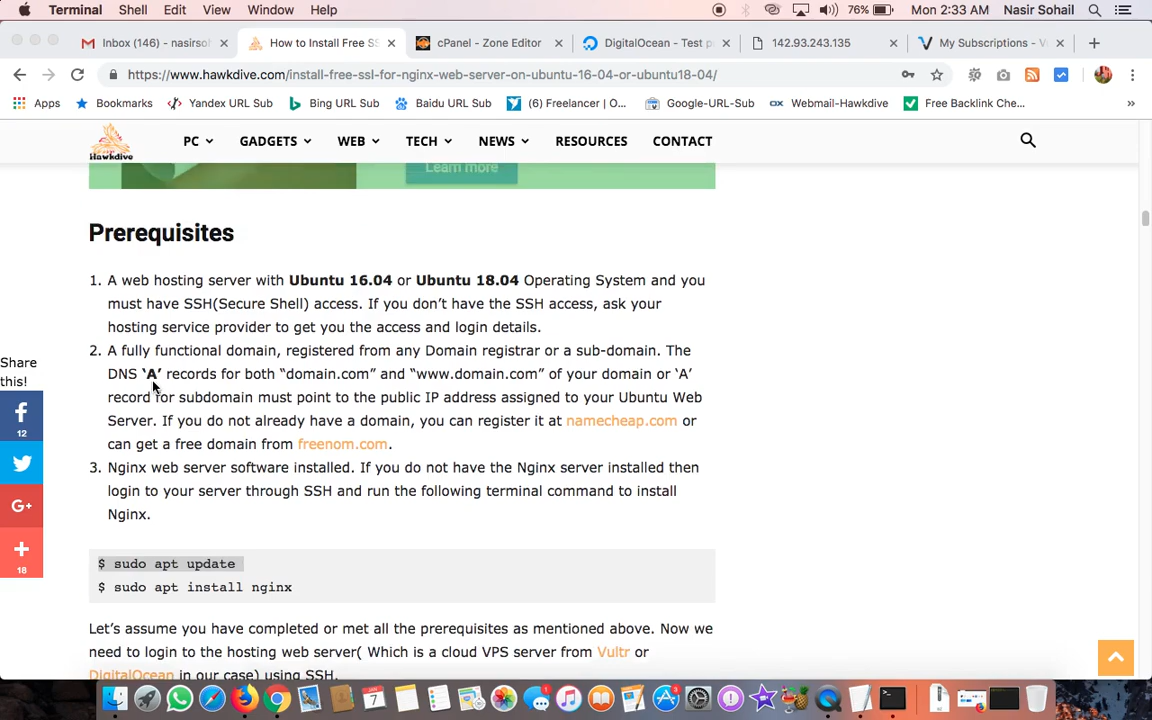 Terminal Shell Edit View Window Help 76% Mon 2:33 AM Nasir Sohail
Inbox (146) - nasirsoh How to Install Free SS cPanel - Zone Editor DigitalOcean - Test p 142.93.243.135 My Subscriptions - V
https://www.hawkdive.com/install-free-ssl-for-nginx-web-server-on-ubuntu-16-04-or-ubuntu18-04/
Apps Bookmarks Yandex URL Sub Bing URL Sub Baidu URL Sub (6) Freelancer | O... Google-URL-Sub OX Webmail-Hawkdive Free Backlink Che... »
Hawkdive PC GADGETS WEB TECH NEWS RESOURCES CONTACT
Learn more
Prerequisites
1. A web hosting server with Ubuntu 16.04 or Ubuntu 18.04 Operating System and you
must have SSH(Secure Shell) access. If you don’t have the SSH access, ask your
hosting service provider to get you the access and login details.
2. A fully functional domain, registered from any Domain registrar or a sub-domain. The
DNS ‘A’ records for both “domain.com” and “www.domain.com” of your domain or ‘A’
record for subdomain must point to the public IP address assigned to your Ubuntu Web
Server. If you do not already have a domain, you can register it at namecheap.com or
can get a free domain from freenom.com.
3. Nginx web server software installed. If you do not have the Nginx server installed then
login to your server through SSH and run the following terminal command to install
Nginx.
$ sudo apt update
$ sudo apt install nginx
Let’s assume you have completed or met all the prerequisites as mentioned above. Now we
need to login to the hosting web server( Which is a cloud VPS server from Vultr or
DigitalOcean in our case) using SSH.
Share
this!
12
G+
18